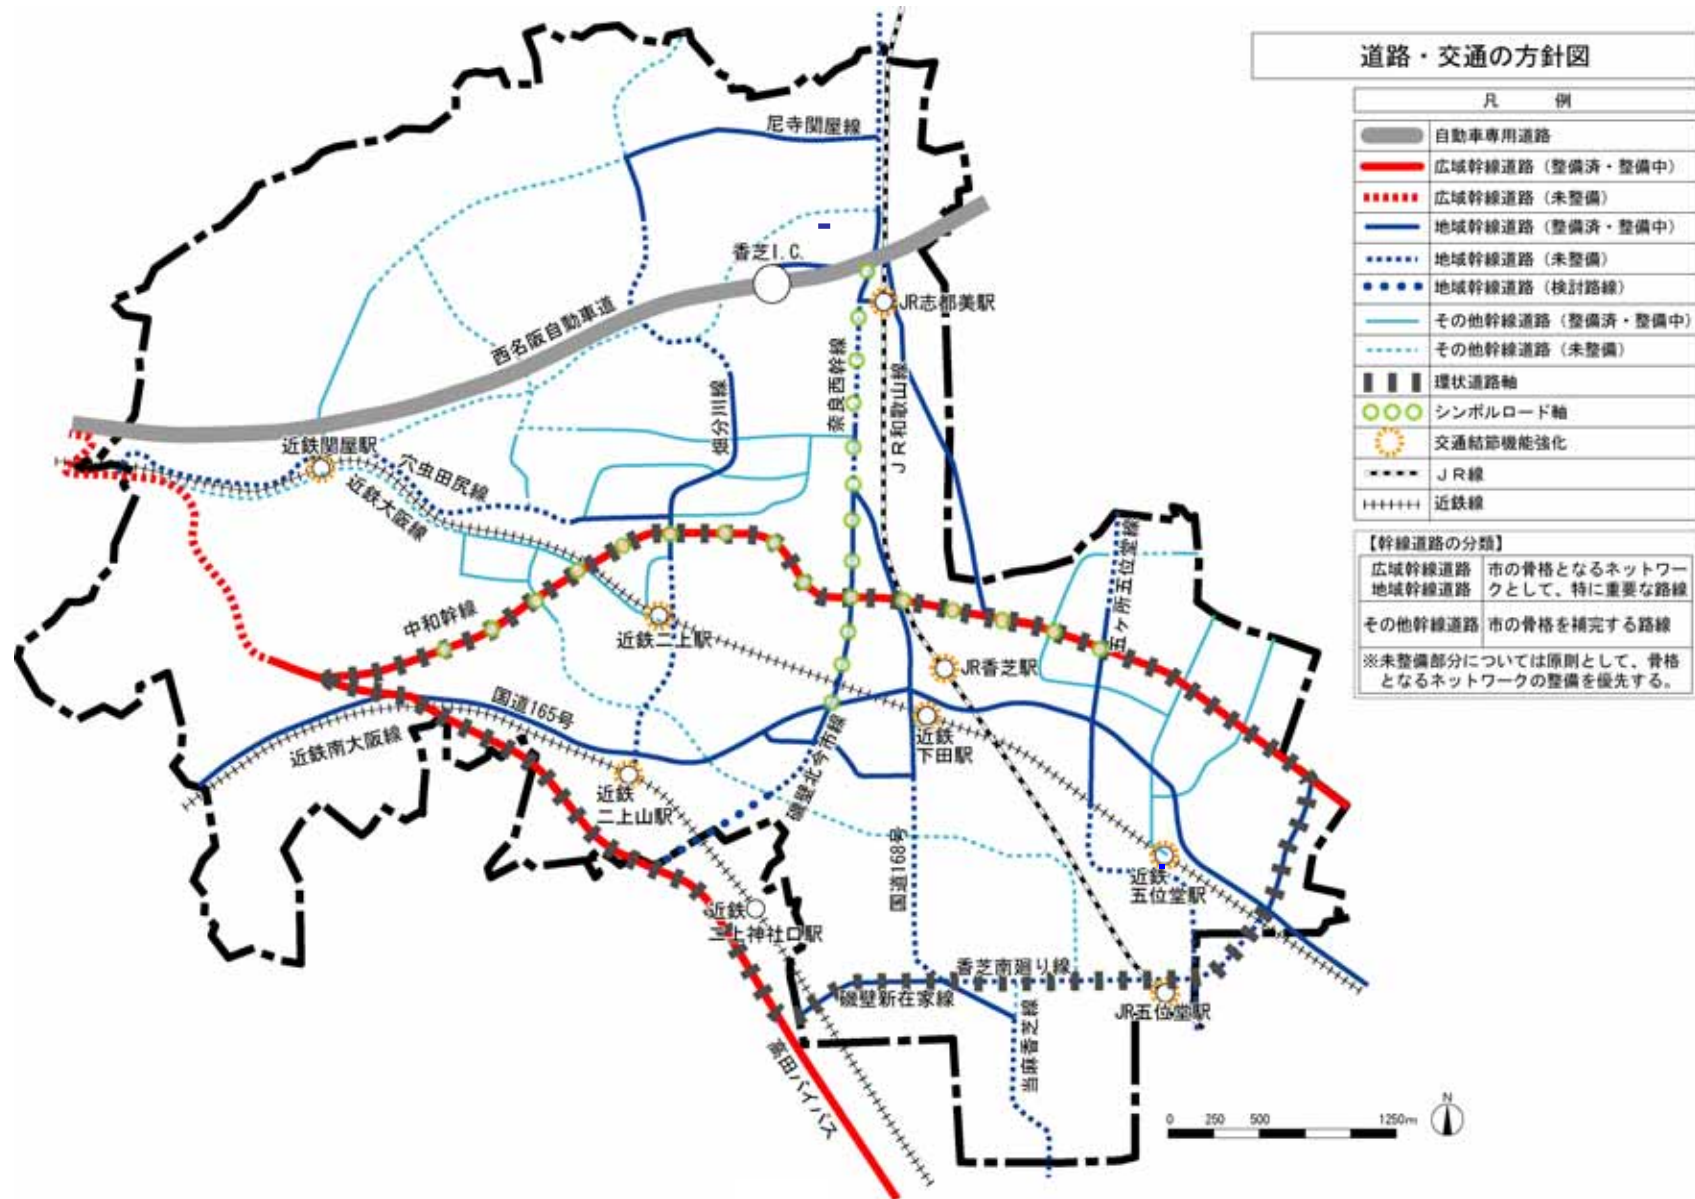 道路・交通の方針図
凡 例
自動車専用道路
広域幹線道路（整備済・整備中）
広域幹線道路（未整備）
地域幹線道路（整備済・整備中）
地域幹線道路（未整備）
地域幹線道路（検討路線）
その他幹線道路（整備済・整備中）
その他幹線道路（未整備）
環状道路軸
シンボルロード軸
交通結節機能強化
ＪＲ線
近鉄線
【幹線道路の分類】
広域幹線道路
地域幹線道路
市の骨格となるネットワー
クとして、特に重要な路線
その他幹線道路
市の骨格を補完する路線
※未整備部分については原則として、骨格
となるネットワークの整備を優先する。
尼寺関屋線
香芝I.C.
JR志都美駅
西名阪自動車道
奈良西幹線
ＪＲ和歌山線
畑分川線
近鉄関屋駅
穴虫田尻線
近鉄大阪線
五ヶ所五位堂線
中和幹線
近鉄二上駅
JR香芝駅
国道165号
近鉄南大阪線
近鉄
下田駅
磯壁北今市線
近鉄
二上山駅
国道168号
近鉄
五位堂駅
近鉄
二上神社口駅
香芝南廻り線
磯壁新在家線
JR五位堂駅
当麻香芝線
高田バイパス
0 250 500 1250m
N